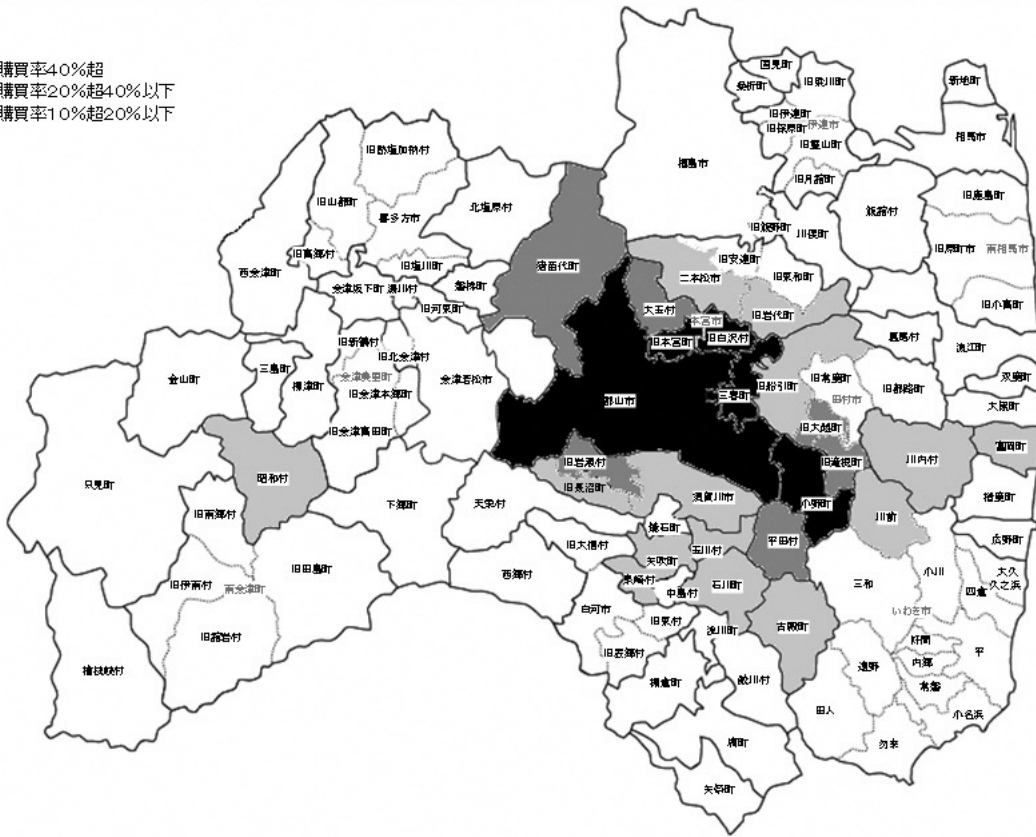 購買率40%超
購買率20%超40%以下
購買率10%超20%以下
国見町
桑折町
旧梁川町
新地町
旧伊達町
伊達市
旧保原町
旧霊山町
旧月舘町
相馬市
福島市
旧熱塩加納村
旧山都町
喜多方市
北塩原村
飯舘村
旧鹿島町
旧飯野町
川俣町
旧原町市
南相馬市
旧小高町
西会津町
旧高郷村
旧塩川町
猪苗代町
旧安達町
二本松市
旧東和町
会津坂下町
湯川村
磐梯町
旧河東町
大玉村
本宮市
旧岩代町
旧本宮町
旧白沢村
葛尾村
浪江町
旧新鶴村
旧北会津村
会津美里町
会津若松市
旧会津本郷町
旧会津高田町
金山町
三島町
柳津町
郡山市
三春町
旧船引町
旧常葉町
田村市
旧都路町
双葉町
大熊町
旧大越町
旧滝根町
川内村
富岡町
只見町
昭和村
旧岩瀬村
旧長沼町
須賀川市
小野町
川前
楢葉町
下郷町
天栄村
旧南郷村
鏡石町
旧大信村
矢吹町
玉川村
平田村
広野町
旧伊南村
旧田島町
南会津町
西郷村
泉崎村
中島村
石川町
三和
小川
四倉
大久
久之浜
白河市
旧東村
浅川町
古殿町
いわき市
旧舘岩村
旧表郷村
好間
平
内郷
檜枝岐村
棚倉町
鮫川村
遠野
常磐
田人
小名浜
塙町
勿来
矢祭町